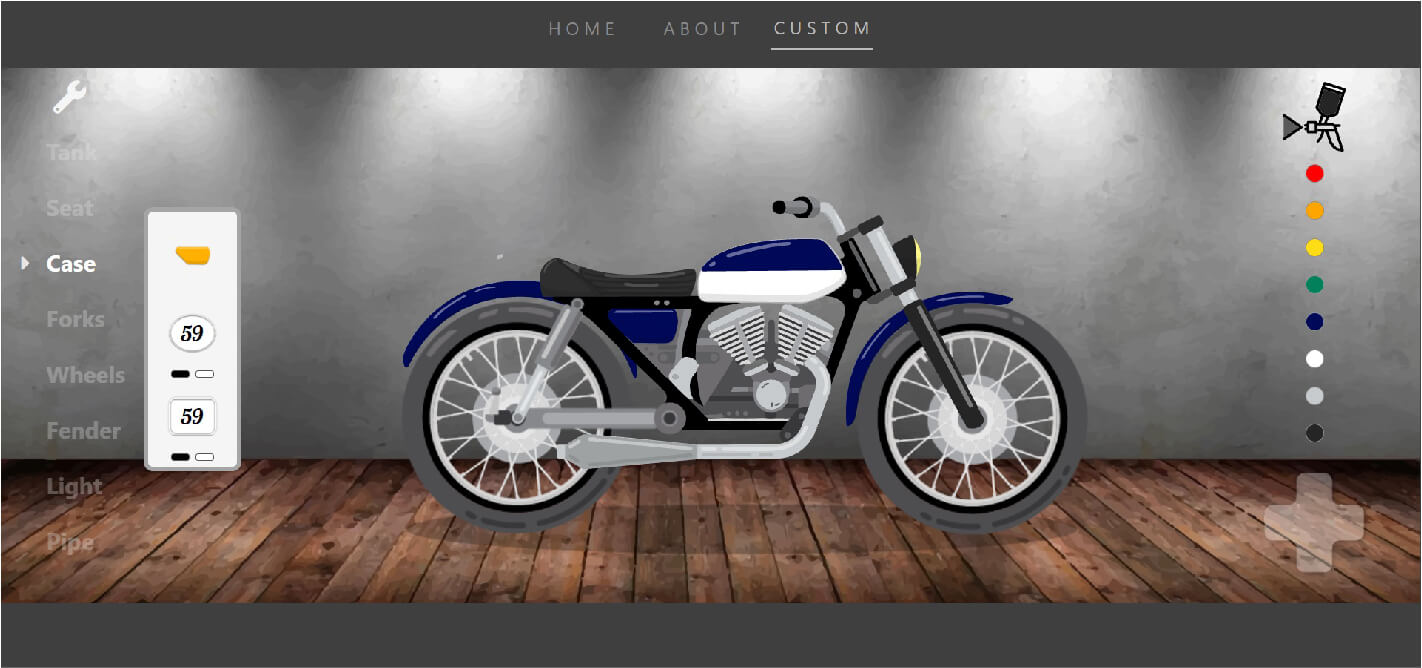 HOME ABOUT CUSTOM
Tank
Seat
Case
Forks
59
Wheels
59
Fender
Light
Pipe